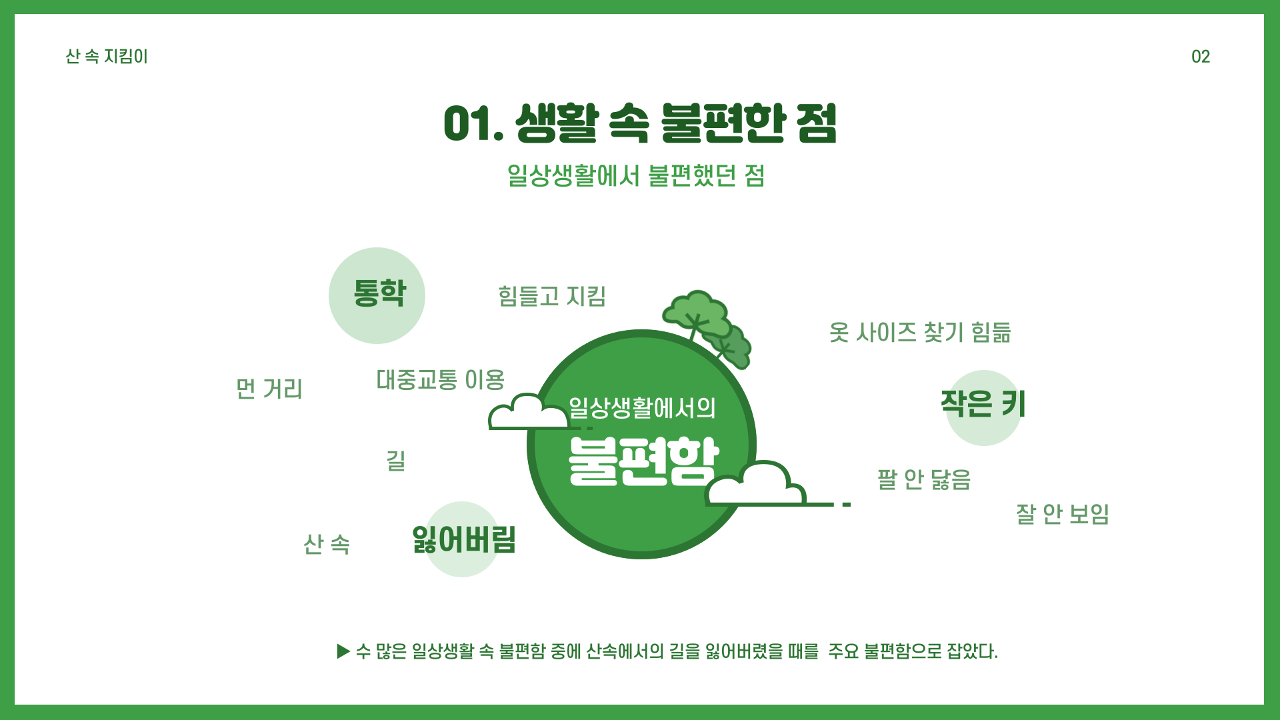 산 속 지킴이
02
01. 생활 속 불편한 점
일상생활에서 불편했던 점
통학
힘들고 지킴
먼 거리
대중교통 이용
길
산 속
잃어버림
일상생활에서의
불편함
옷 사이즈 찾기 힘듦
작은 키
팔 안 닿음
잘 안 보임
▶ 수 많은 일상생활 속 불편함 중에 산속에서의 길을 잃어버렸을 때를 주요 불편함으로 잡았다.